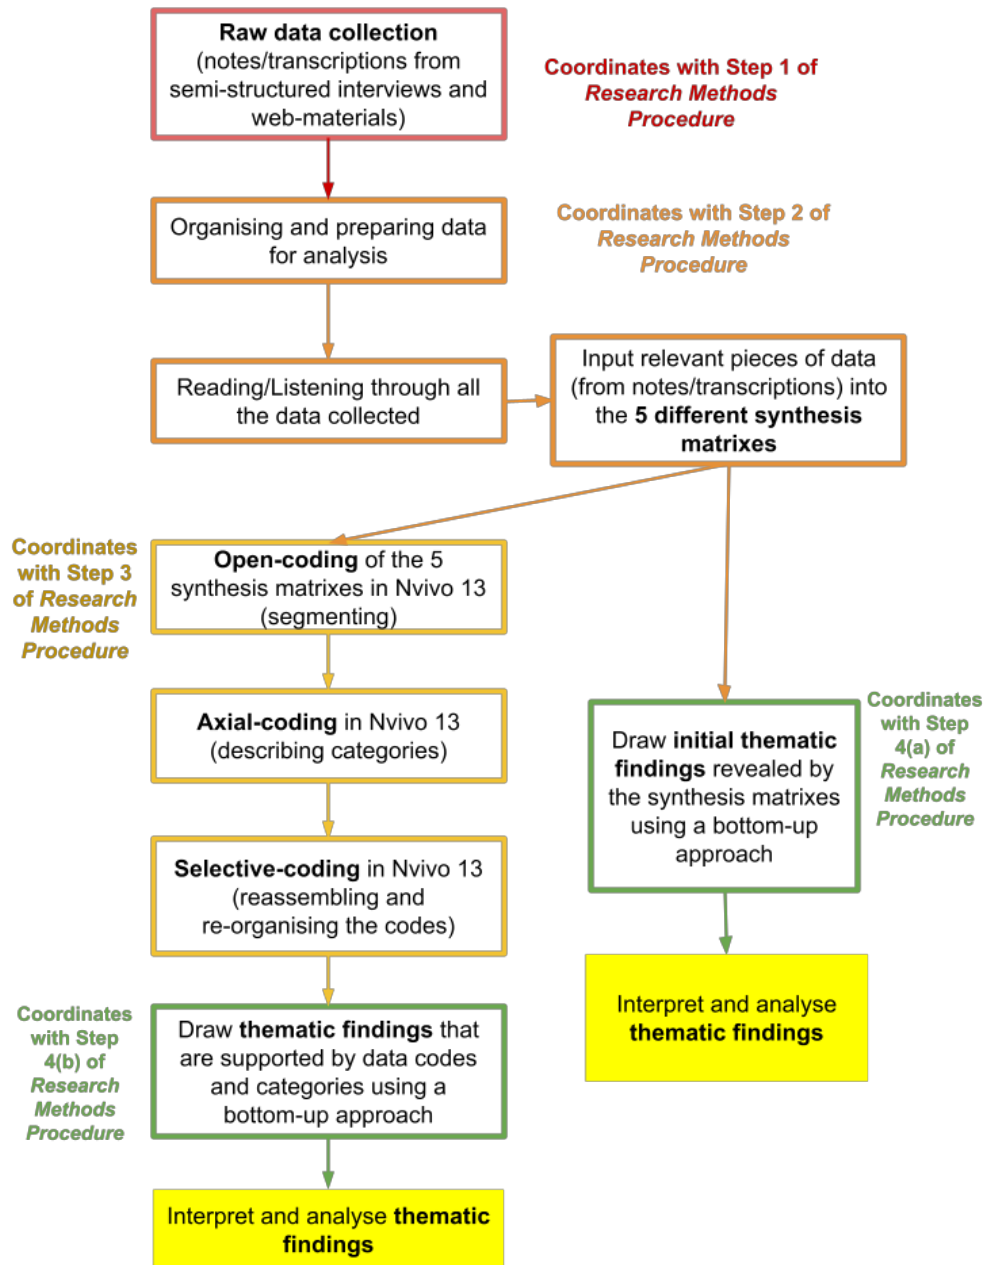 Raw data collection
(notes/transcriptions from
semi-structured interviews and
web-materials)
Coordinates with Step 1 of
Research Methods
Procedure
Organising and preparing data
for analysis
Coordinates with Step 2 of
Research Methods
Procedure
Reading/Listening through all
the data collected
Input relevant pieces of data
(from notes/transcriptions) into
the 5 different synthesis
matrixes
Coordinates
with Step 3
of Research
Methods
Procedure
Open-coding of the 5
synthesis matrixes in Nvivo 13
(segmenting)
Axial-coding in Nvivo 13
(describing categories)
Draw initial thematic
findings revealed by
the synthesis matrixes
using a bottom-up
approach
Coordinates
with Step
4(a) of
Research
Methods
Procedure
Selective-coding in Nvivo 13
(reassembling and
re-organising the codes)
Interpret and analyse
thematic findings
Coordinates
with Step
4(b) of
Research
Methods
Procedure
Draw thematic findings that
are supported by data codes
and categories using a
bottom-up approach
Interpret and analyse thematic
findings